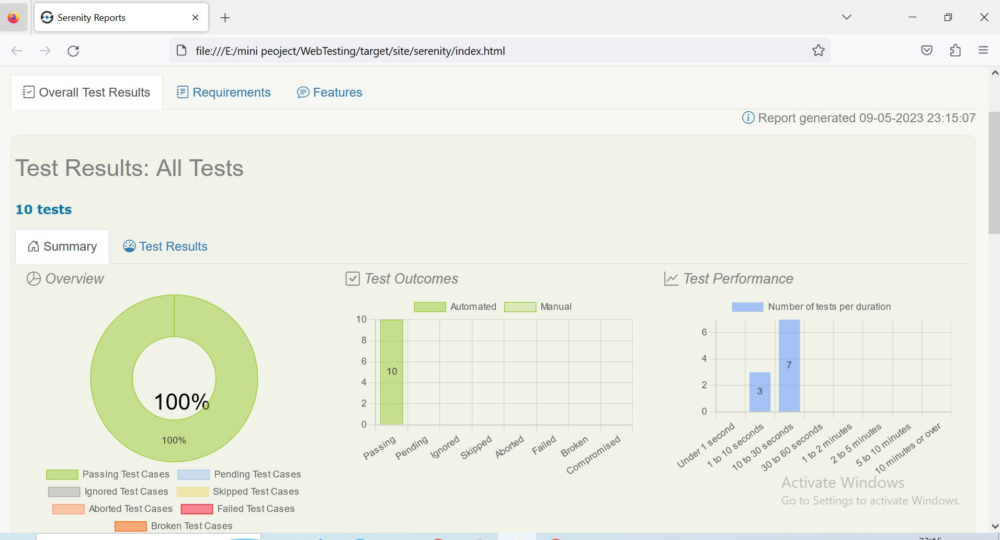 Serenity Reports
file:///E:/mini peoject/WebTesting/target/site/serenity/index.html
Overall Test Results Requirements Features
Report generated 09-05-2023 23:15:07
Test Results: All Tests
10 tests
Summary Test Results
Overview
100%
100%
Passing Test Cases Pending Test Cases
Ignored Test Cases Skipped Test Cases
Aborted Test Cases Failed Test Cases
Broken Test Cases
Test Outcomes
Automated Manual
10
8
6
4
2
0
10
Passing Pending Ignored Skipped Aborted Failed Broken Compromised
Test Performance
Number of tests per duration
6
4
2
0
3
7
Under 1 second 1 to 10 seconds 10 to 30 seconds 30 to 60 seconds 1 to 2 minutes 2 to 5 minutes 5 to 10 minutes 10 minutes or over
Activate Windows
Go to Settings to activate Windows.